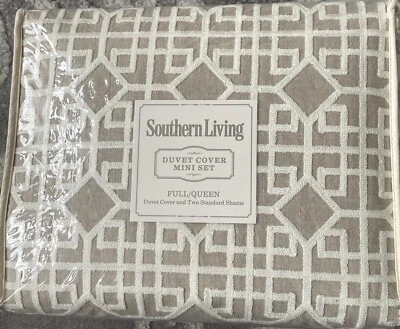 Southern Living
DUVET COVER
MINI SET
FULL/QUEEN
Duvet Cover and Two Standard Shams